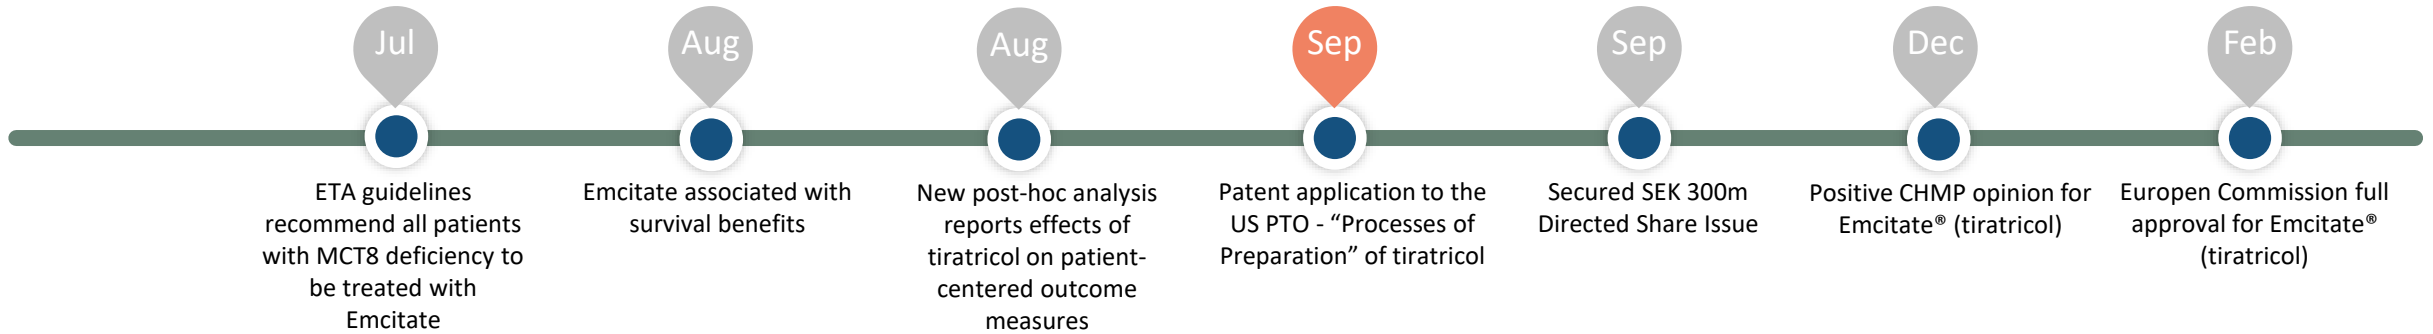 Jul
ETA guidelines
recommend all patients
with MCT8 deficiency to
be treated with
Emcitate
Aug
Emcitate associated with
survival benefits
Aug
New post-hoc analysis
reports effects of
tiratricol on patient-
centered outcome
measures
Sep
Patent application to the
US PTO - “Processes of
Preparation” of tiratricol
Sep
Secured SEK 300m
Directed Share Issue
Dec
Positive CHMP opinion for
Emcitate® (tiratricol)
Feb
Europen Commission full
approval for Emcitate®
(tiratricol)